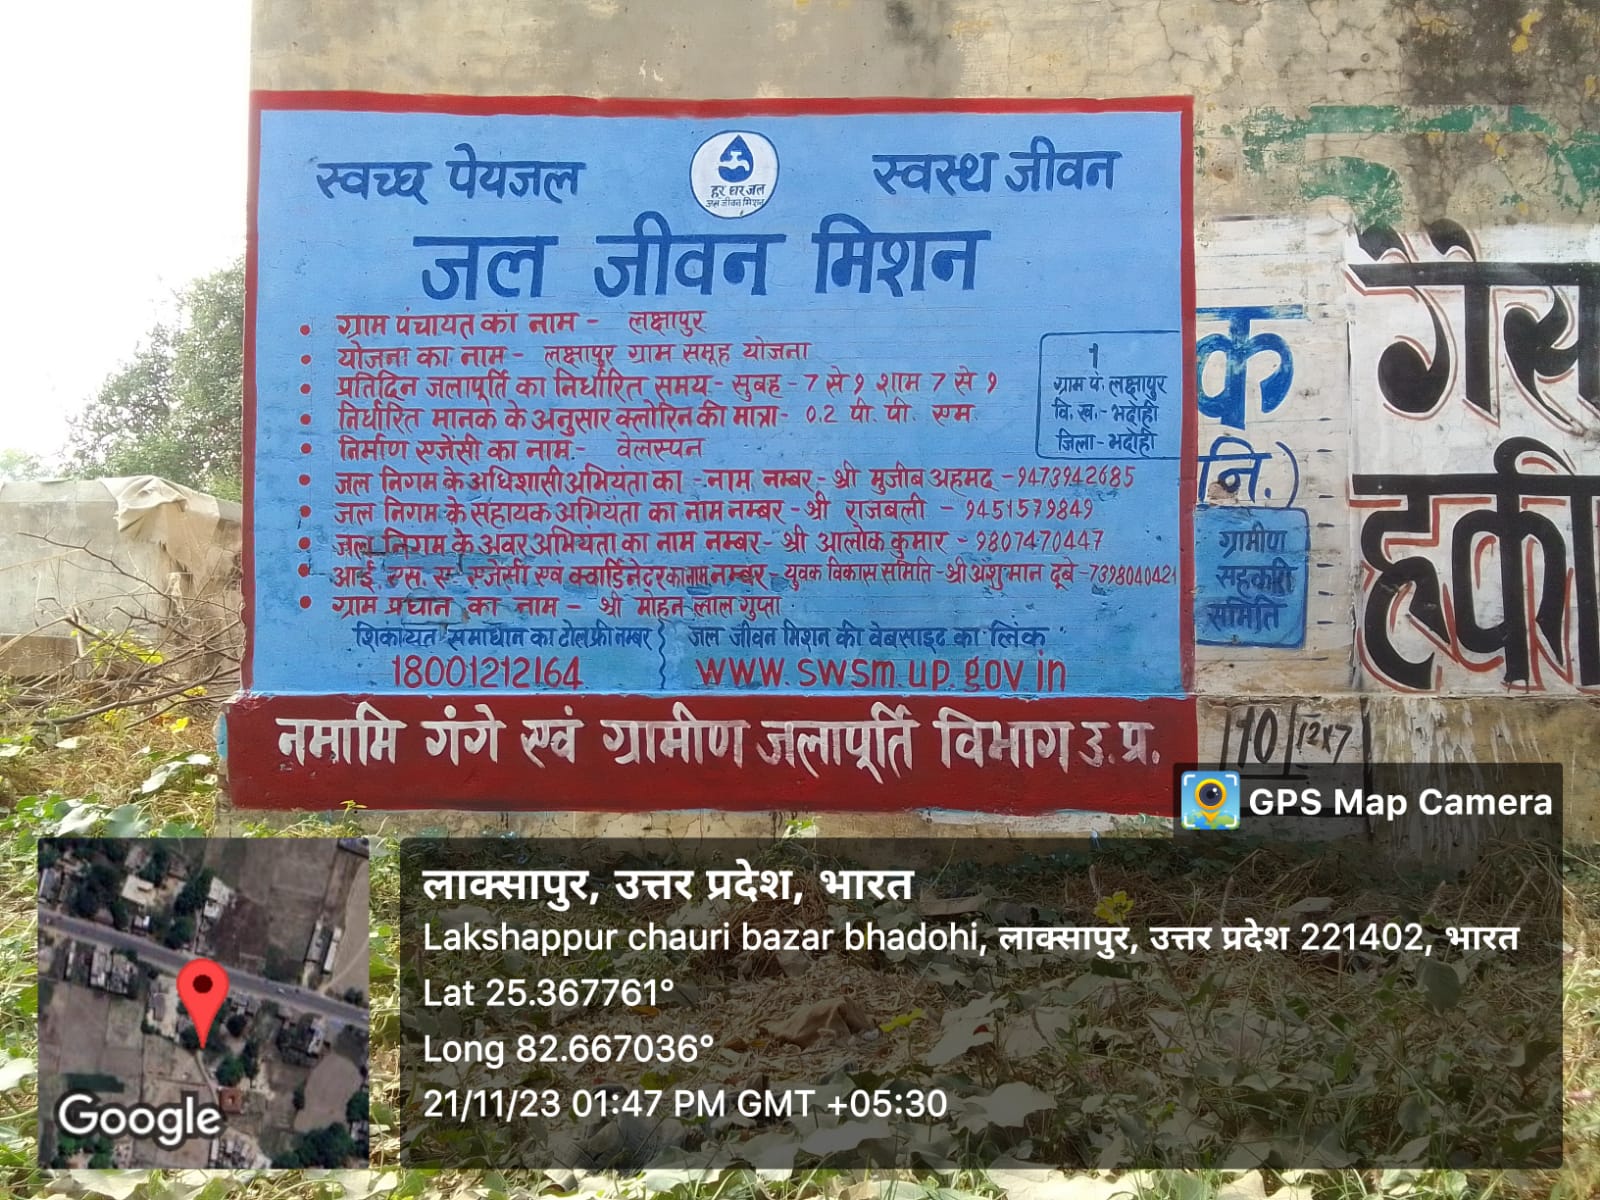 स्वच्छ पेयजल
हर घर जल
जल जीवन मिशन
स्वस्थ जीवन
जल जीवन मिशन
• ग्राम पंचायत का नाम - लक्षापुर
• योजना का नाम - लक्षापुर ग्राम समूह योजना
• प्रतिदिन जलापूर्ति का निर्धारित समय - सुबह - 7 से 9 शाम 7 से 9
• निर्धारित मानक के अनुसार क्लोरिन की मात्रा - 0.2 पी. पी. एम.
• निर्माण एजेंसी का नाम - वेलस्पन
• जल निगम के अधिशासी अभियंता का - नाम नम्बर - श्री मुजीब अहमद - 9473942685
• जल निगम के सहायक अभियंता का नाम नम्बर - श्री राजबली - 9451579849
• जल निगम के अवर अभियंता का नाम नम्बर - श्री आलोक कुमार - 9807470447
• आई. एस. ए. एजेंसी एवं क्वार्डिनेटर का नाम नम्बर - युवक विकास समिति - श्री अंशुमान दूबे - 7398040421
• ग्राम प्रधान का नाम - श्री मोहन लाल गुप्ता
1
ग्राम पं. लक्षापुर
वि. ख. - भदोही
जिला - भदोही
शिकायत समाधान का टोल फ्री नम्बर
18001212164
जल जीवन मिशन की वेबसाइट का लिंक
www.swsm.up.gov.in
नमामि गंगे एवं ग्रामीण जलापूर्ति विभाग उ. प्र.
क
नि.)
ग्रामीण
सहकारी
समिति
गैस
हकी
10 12x7
GPS Map Camera
लाक्सापुर, उत्तर प्रदेश, भारत
Lakshappur chauri bazar bhadohi, लाक्सापुर, उत्तर प्रदेश 221402, भारत
Lat 25.367761°
Long 82.667036°
21/11/23 01:47 PM GMT +05:30
Google